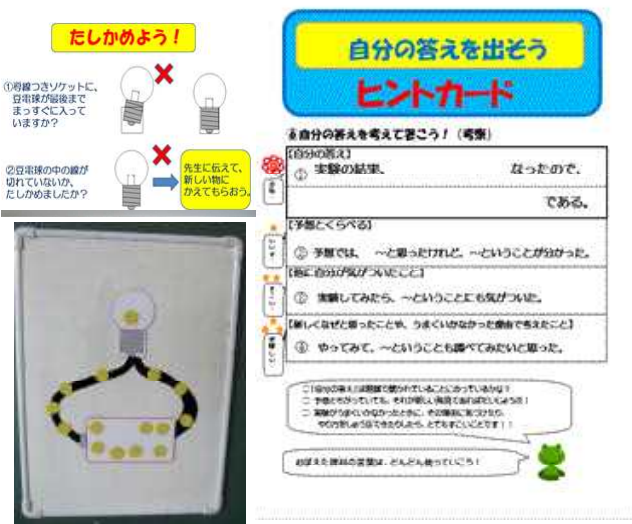 たしかめよう！
①導線つきソケットに、
豆電球が最後まで
まっすぐに入って
いますか？
②豆電球の中の線が
切れていないか、
たしかめましたか？
先生に伝えて、
新しい物に
かえてもらおう。
自分の答えを出そう
ヒントカード
自分の答えを考えて書こう！（考察）
【自分の答え】
① 実験の結果、 なったので、
である。
【予想とくらべる】
② 予想では、 ～と思ったけれど、～ということが分かった。
【他に自分が気がついたこと】
実験してみたら、～ということにも気がついた。
【新しくなぜと思ったことや、うまくいかなかった理由で考えたこと】
④ やってみて、～ということも調べてみたいと思った。
おぼえた理科の言葉は、どんどん使っていこう！